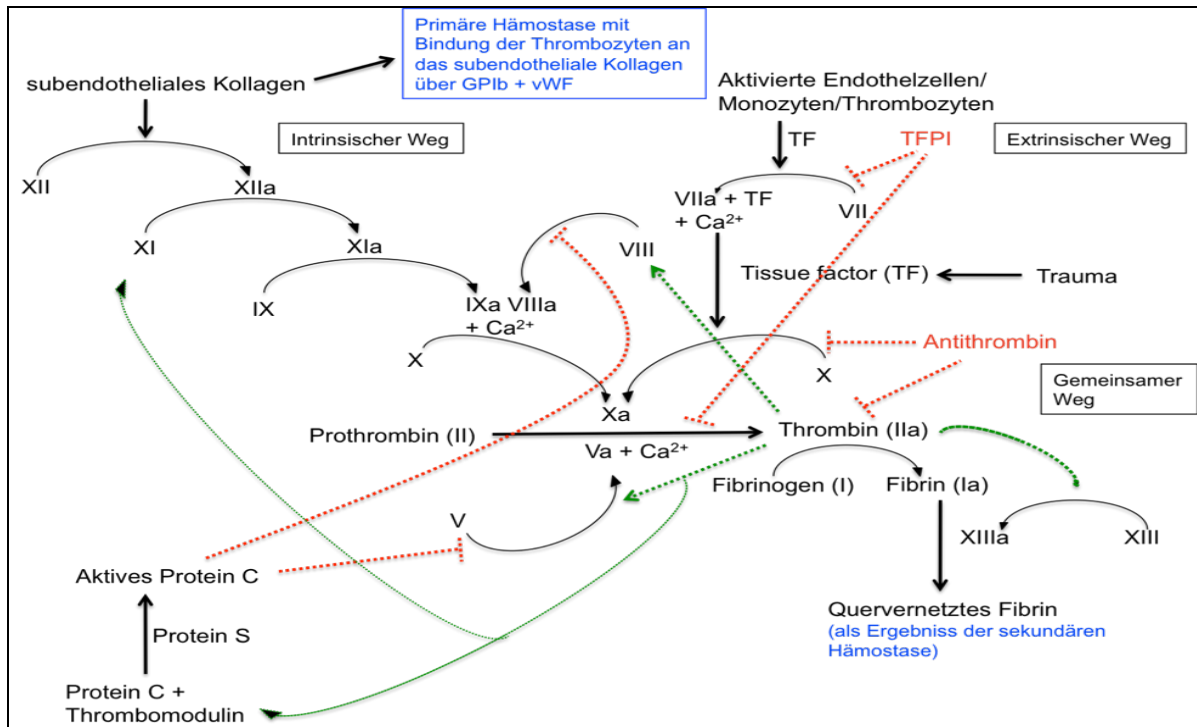 Primäre Hämostase mit
Bindung der Thrombozyten an
das subendotheliale Kollagen
über GPIb + vWF
subendotheliales Kollagen
Aktivierte Endothelzellen/
Monozyten/Thrombozyten
Intrinsischer Weg
TF
TFPI
Extrinsischer Weg
XII
XIIa
VIIa + TF
+ Ca²⁺
VII
XI
XIa
VIII
Tissue factor (TF)
Trauma
IX
IXa VIIIa
+ Ca²⁺
X
X
Antithrombin
Gemeinsamer
Weg
Xa
Prothrombin (II)
Thrombin (IIa)
Va + Ca²⁺
Fibrinogen (I)
Fibrin (Ia)
V
XIIIa
XIII
Aktives Protein C
Quervernetztes Fibrin
(als Ergebniss der sekundären
Hämostase)
Protein S
Protein C +
Thrombomodulin